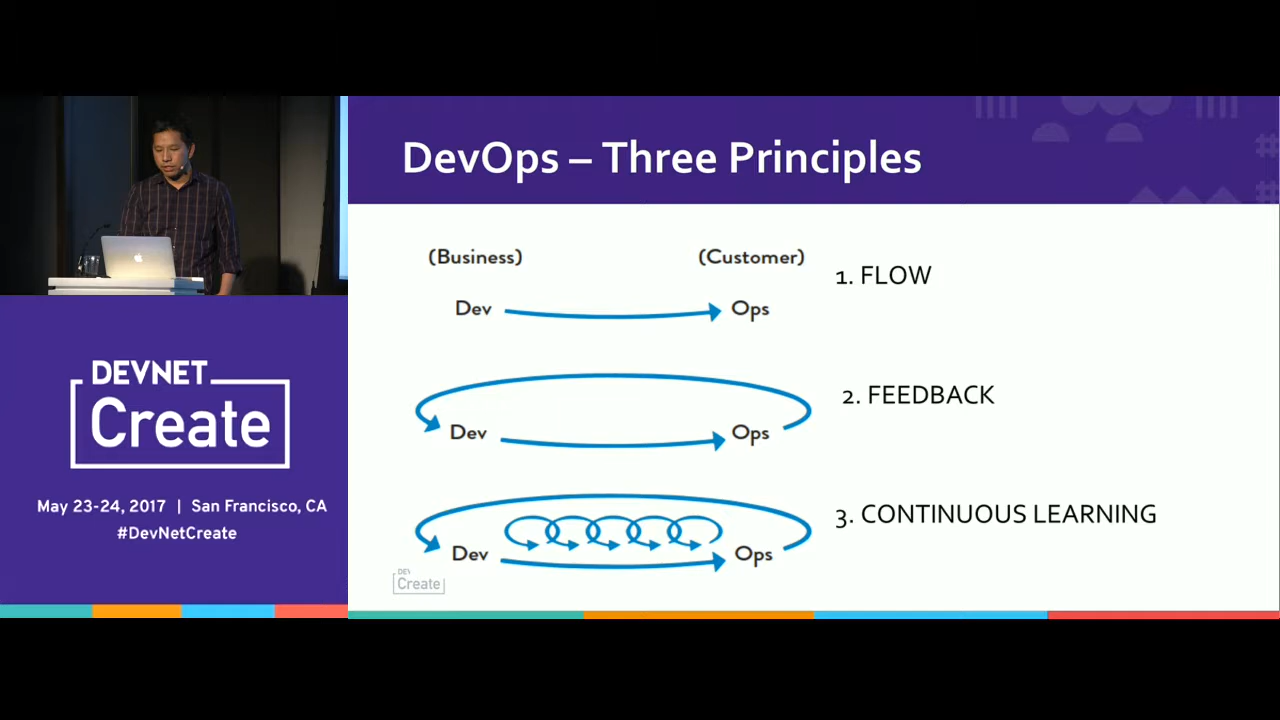 DevOps – Three Principles
(Business)
(Customer)
1. FLOW
Dev
Ops
2. FEEDBACK
Dev
Ops
3. CONTINUOUS LEARNING
Dev
Ops
DEV
Create
DEVNET
Create
May 23-24, 2017 | San Francisco, CA
#DevNetCreate